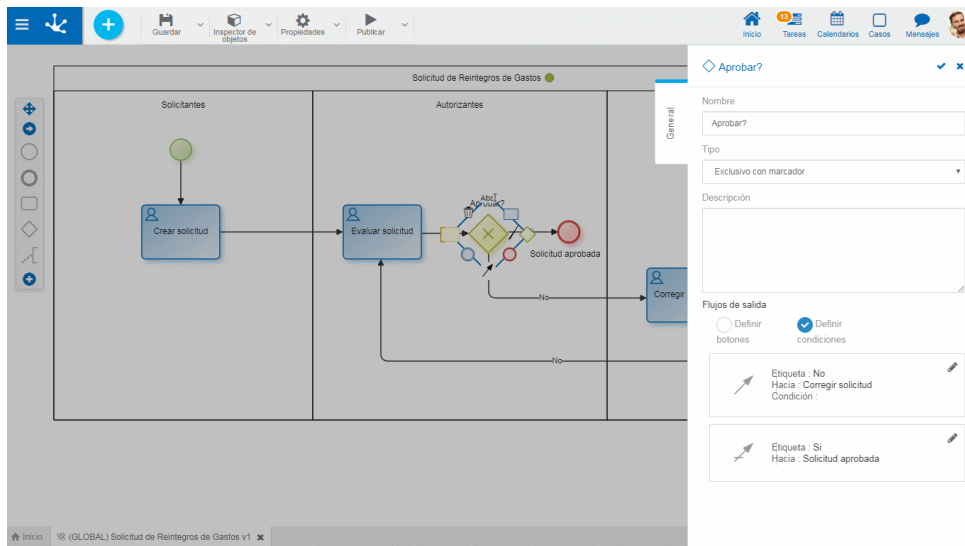 Guardar
Inspector de
objetos
Propiedades
Publicar
Inicio
13
Tareas
Calendarios
Casos
Mensajes
Solicitud de Reintegros de Gastos
Solicitantes
Autorizantes
Crear solicitud
Evaluar solicitud
Abc
Aprobar?
Solicitud aprobada
No
Corregir
No
General
Aprobar?
Nombre
Aprobar?
Tipo
Exclusivo con marcador
Descripción
Flujos de salida
Definir
botones
Definir
condiciones
Etiqueta : No
Hacia : Corregir solicitud
Condición :
Etiqueta : Si
Hacia : Solicitud aprobada
Inicio
(GLOBAL) Solicitud de Reintegros de Gastos v1